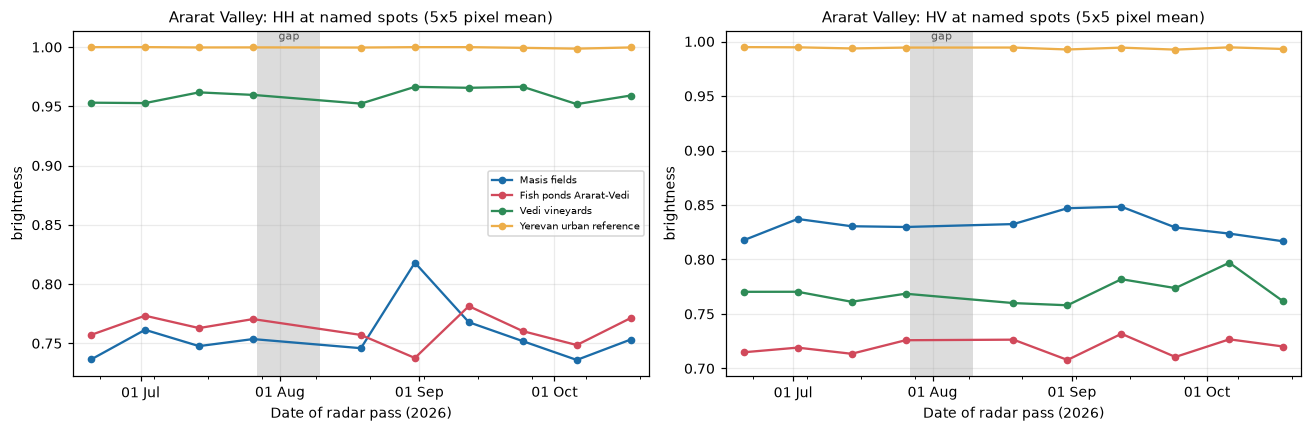 Ararat Valley: HH at named spots (5x5 pixel mean)
gap
1.00
0.95
0.90
0.85
0.80
0.75
brightness
Masis fields
Fish ponds Ararat-Vedi
Vedi vineyards
Yerevan urban reference
01 Jul
01 Aug
01 Sep
01 Oct
Date of radar pass (2026)
Ararat Valley: HV at named spots (5x5 pixel mean)
gap
1.00
0.95
0.90
0.85
0.80
0.75
0.70
brightness
01 Jul
01 Aug
01 Sep
01 Oct
Date of radar pass (2026)